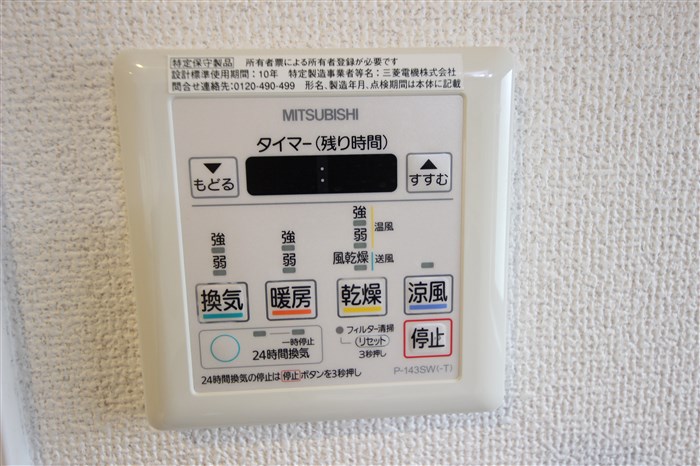 特定保守製品 所有者票による所有者登録が必要です
設計標準使用期間：10年 特定製造事業者等名：三菱電機株式会社
問合せ連絡先：0120-490-499 形名、製造年月、点検期間は本体に記載
MITSUBISHI
タイマー（残り時間）
▼
もどる
:
▲
すすむ
強
弱
強
弱
強
弱
風乾燥
温風
送風
換気
暖房
乾燥
涼風
一時停止
24時間換気
フィルター清掃
リセット
3秒押し
停止
24時間換気の停止は 停止 ボタンを3秒押し
P-143SW(-T)